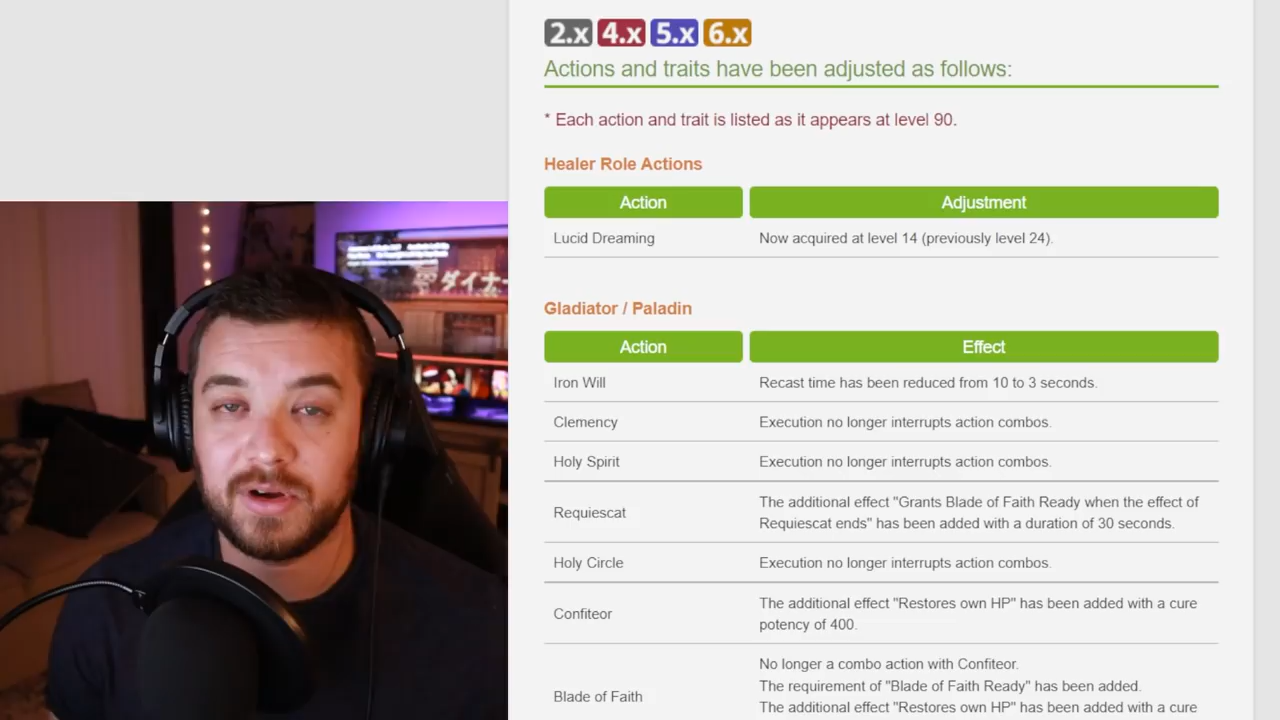 2.x 4.x 5.x 6.x
Actions and traits have been adjusted as follows:
* Each action and trait is listed as it appears at level 90.
Healer Role Actions
Action Adjustment
Lucid Dreaming Now acquired at level 14 (previously level 24).
Gladiator / Paladin
Action Effect
Iron Will Recast time has been reduced from 10 to 3 seconds.
Clemency Execution no longer interrupts action combos.
Holy Spirit Execution no longer interrupts action combos.
Requiescat The additional effect "Grants Blade of Faith Ready when the effect of
Requiescat ends" has been added with a duration of 30 seconds.
Holy Circle Execution no longer interrupts action combos.
Confiteor The additional effect "Restores own HP" has been added with a cure
potency of 400.
Blade of Faith No longer a combo action with Confiteor.
The requirement of "Blade of Faith Ready" has been added.
The additional effect "Restores own HP" has been added with a cure
ダイナー